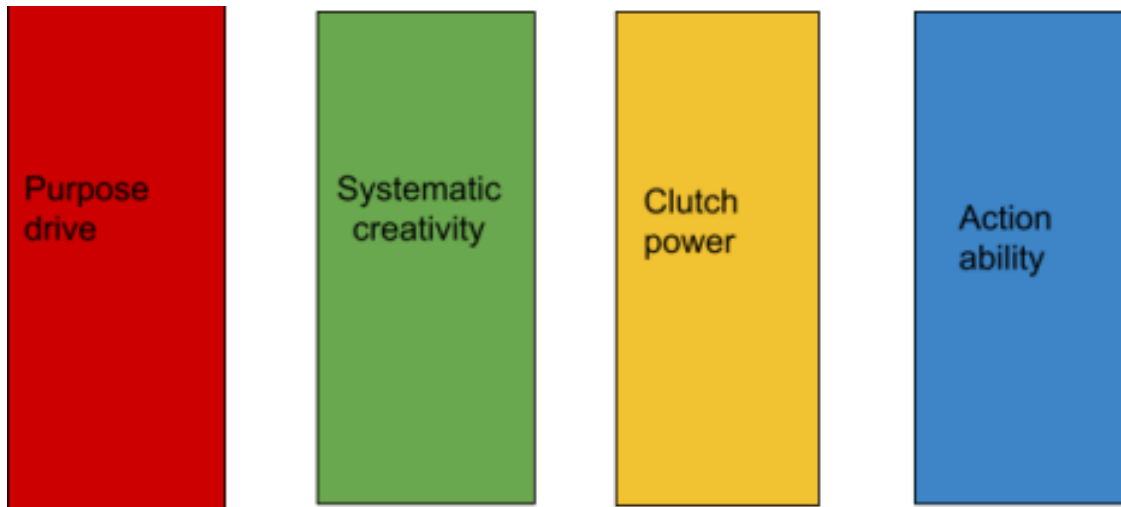 Purpose
drive
Systematic
creativity
Clutch
power
Action
ability